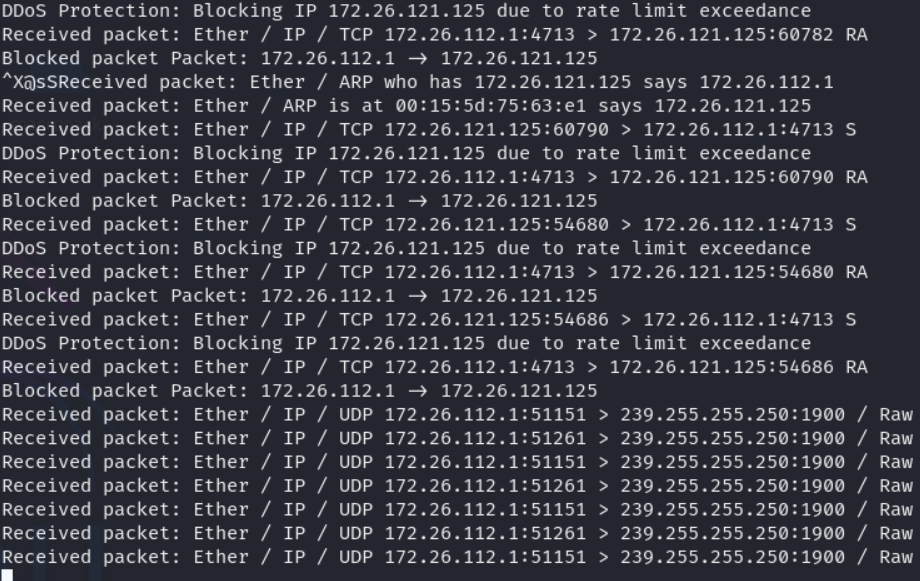 DDoS Protection: Blocking IP 172.26.121.125 due to rate limit exceedance
Received packet: Ether / IP / TCP 172.26.112.1:4713 > 172.26.121.125:60782 RA
Blocked packet Packet: 172.26.112.1 → 172.26.121.125
^X@sSReceived packet: Ether / ARP who has 172.26.121.125 says 172.26.112.1
Received packet: Ether / ARP is at 00:15:5d:75:63:e1 says 172.26.121.125
Received packet: Ether / IP / TCP 172.26.121.125:60790 > 172.26.112.1:4713 S
DDoS Protection: Blocking IP 172.26.121.125 due to rate limit exceedance
Received packet: Ether / IP / TCP 172.26.112.1:4713 > 172.26.121.125:60790 RA
Blocked packet Packet: 172.26.112.1 → 172.26.121.125
Received packet: Ether / IP / TCP 172.26.121.125:54680 > 172.26.112.1:4713 S
DDoS Protection: Blocking IP 172.26.121.125 due to rate limit exceedance
Received packet: Ether / IP / TCP 172.26.112.1:4713 > 172.26.121.125:54680 RA
Blocked packet Packet: 172.26.112.1 → 172.26.121.125
Received packet: Ether / IP / TCP 172.26.121.125:54686 > 172.26.112.1:4713 S
DDoS Protection: Blocking IP 172.26.121.125 due to rate limit exceedance
Received packet: Ether / IP / TCP 172.26.112.1:4713 > 172.26.121.125:54686 RA
Blocked packet Packet: 172.26.112.1 → 172.26.121.125
Received packet: Ether / IP / UDP 172.26.112.1:51151 > 239.255.255.250:1900 / Raw
Received packet: Ether / IP / UDP 172.26.112.1:51261 > 239.255.255.250:1900 / Raw
Received packet: Ether / IP / UDP 172.26.112.1:51151 > 239.255.255.250:1900 / Raw
Received packet: Ether / IP / UDP 172.26.112.1:51261 > 239.255.255.250:1900 / Raw
Received packet: Ether / IP / UDP 172.26.112.1:51151 > 239.255.255.250:1900 / Raw
Received packet: Ether / IP / UDP 172.26.112.1:51261 > 239.255.255.250:1900 / Raw
Received packet: Ether / IP / UDP 172.26.112.1:51151 > 239.255.255.250:1900 / Raw